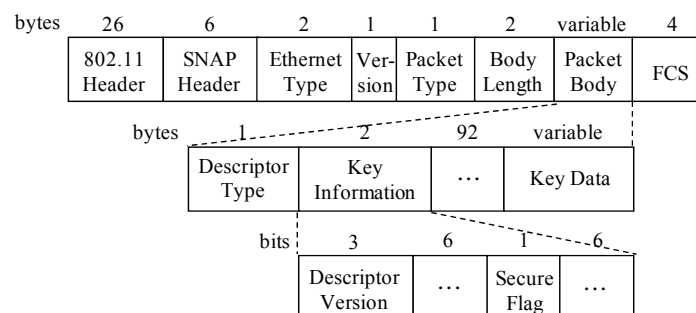 bytes 26 6 2 1 1 2 variable 4
802.11 SNAP Ethernet Ver- Packet Body Packet FCS
Header Header Type sion Type Length Body
bytes 1 2 92 variable
Descriptor Key ... Key Data
Type Information
bits 3 6 1 6
Descriptor ... Secure ...
Version Flag